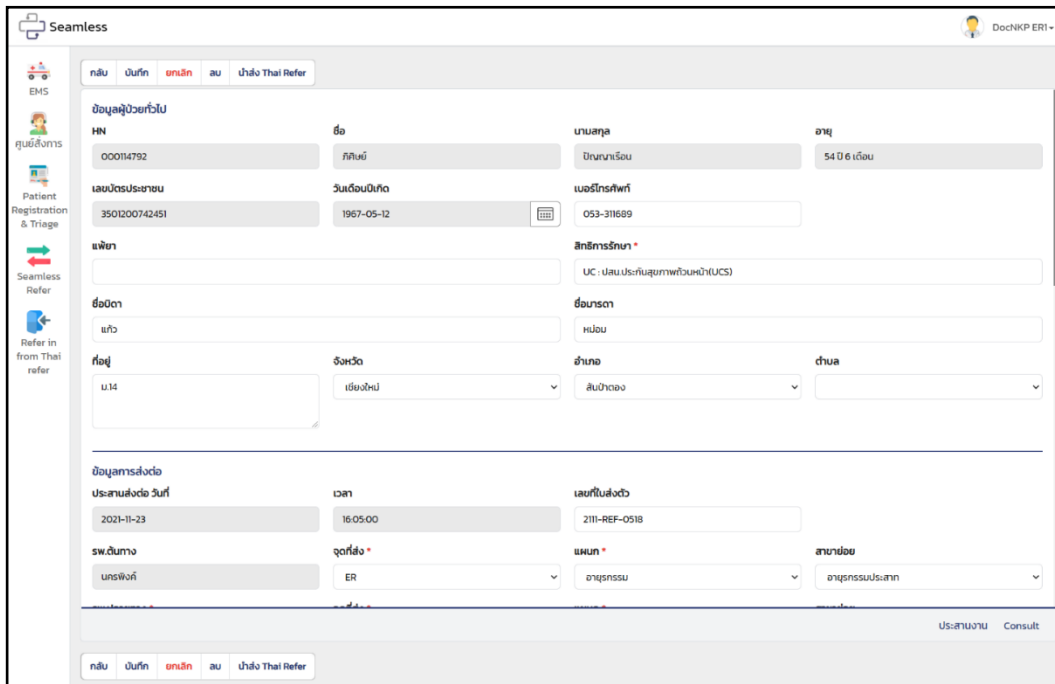 Seamless
DocNKP ER1
EMS
ศูนย์สั่งการ
Patient
Registration
& Triage
Seamless
Refer
Refer in
from Thai
refer
กลับ บันทึก ยกเลิก ลบ นำส่ง Thai Refer
ข้อมูลผู้ป่วยทั่วไป
HN ชื่อ นามสกุล อายุ
000114792 ภิศิษย์ ปัญญาเรือน 54 ปี 6 เดือน
เลขบัตรประชาชน วันเดือนปีเกิด เบอร์โทรศัพท์
3501200742451 1967-05-12 053-311689
แพ้ยา สิทธิการรักษา *
UC : ปสน.ประกันสุขภาพถ้วนหน้า(UCS)
ชื่อบิดา ชื่อมารดา
แก้ว หม่อม
ที่อยู่ จังหวัด อำเภอ ตำบล
ม.14 เชียงใหม่ สันป่าตอง
ข้อมูลการส่งต่อ
ประสานส่งต่อ วันที่ เวลา เลขที่ใบส่งตัว
2021-11-23 16:05:00 2111-REF-0518
รพ.ต้นทาง จุดที่ส่ง * แผนก * สาขาย่อย
นครพิงค์ ER อายุรกรรม อายุรกรรมประสาท
ประสานงาน Consult
กลับ บันทึก ยกเลิก ลบ นำส่ง Thai Refer